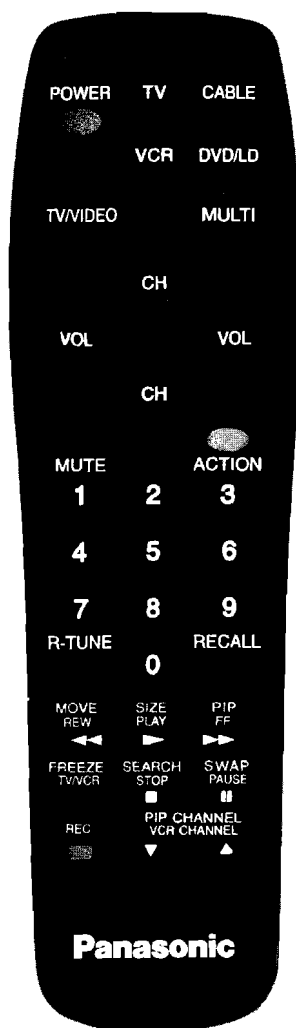 POWER TV CABLE
VCR DVD/LD
TV/VIDEO MULTI
CH
VOL VOL
CH
MUTE ACTION
1 2 3
4 5 6
7 8 9
R-TUNE RECALL
0
MOVE SIZE PIP
REW PLAY FF
FREEZE SEARCH SWAP
TV/VCR STOP PAUSE
PIP CHANNEL
REC VCR CHANNEL
Panasonic